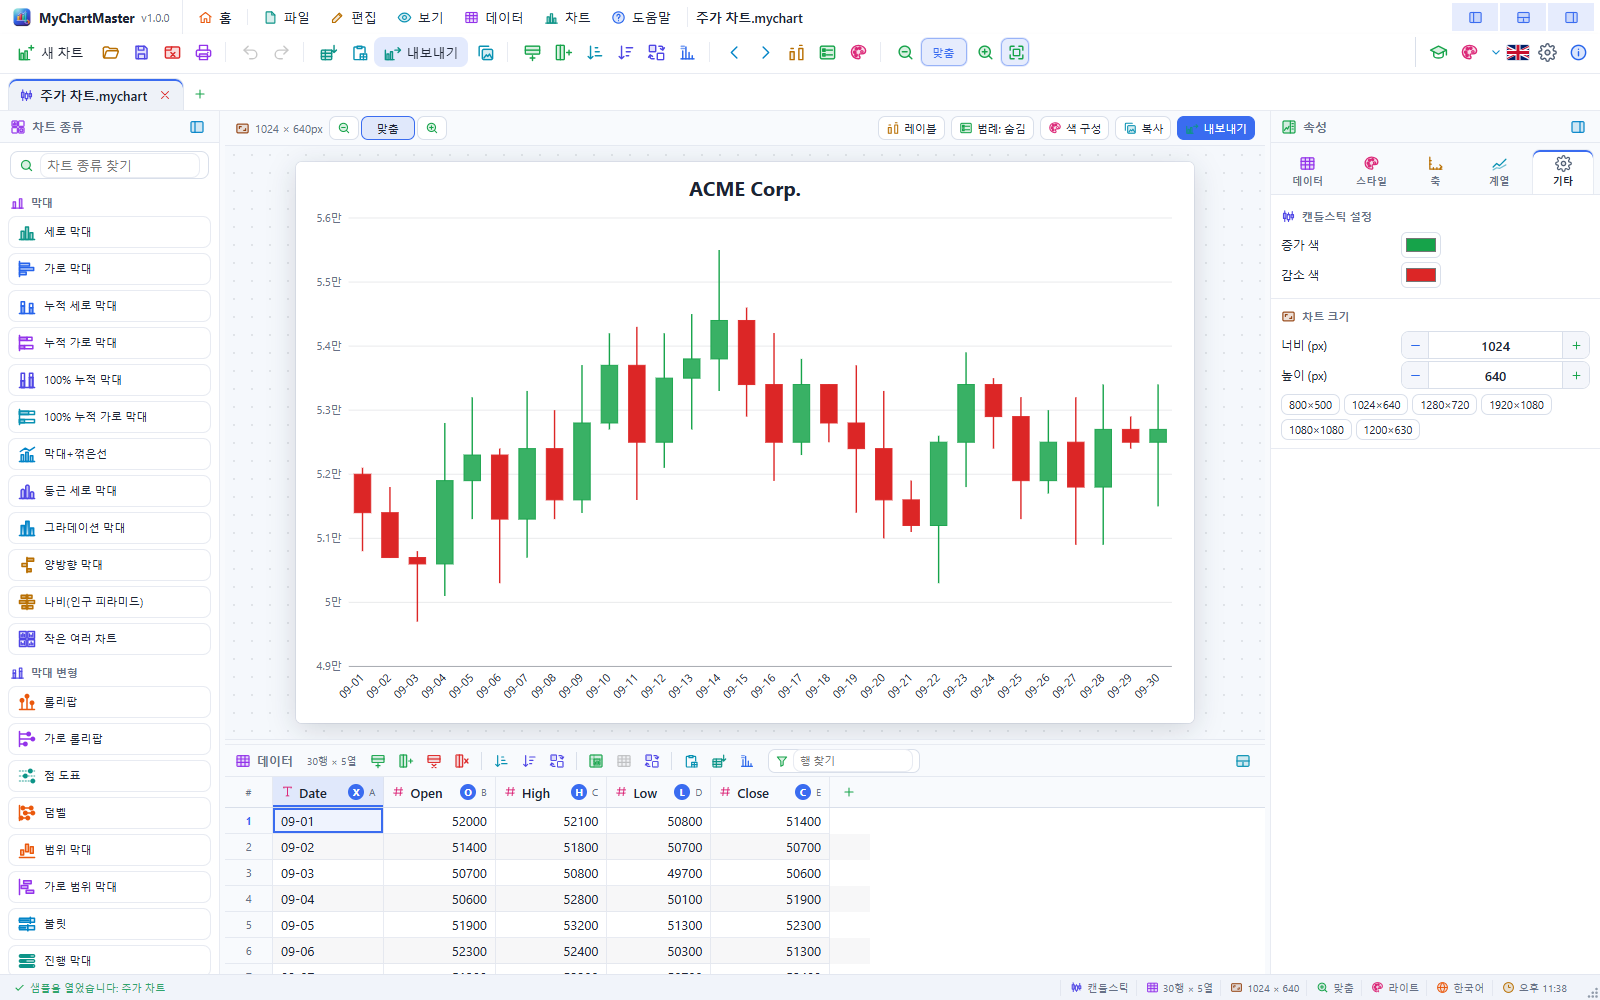 MyChartMaster v1.0.0 홈 파일 편집 보기 데이터 차트 도움말 주가 차트.mychart
새 차트 내보내기 맞춤
주가 차트.mychart
차트 종류
차트 종류 찾기
막대
세로 막대
가로 막대
누적 세로 막대
누적 가로 막대
100% 누적 막대
100% 누적 가로 막대
막대+꺾은선
둥근 세로 막대
그라데이션 막대
양방향 막대
나비(인구 피라미드)
작은 여러 차트
막대 변형
롤리팝
가로 롤리팝
점 도표
덤벨
범위 막대
가로 범위 막대
불릿
진행 막대
1024 × 640px 맞춤 레이블 범례: 숨김 색 구성 복사 내보내기
ACME Corp.
5.6만
5.5만
5.4만
5.3만
5.2만
5.1만
5만
4.9만
09-01 09-02 09-03 09-04 09-05 09-06 09-07 09-08 09-09 09-10 09-11 09-12 09-13 09-14 09-15 09-16 09-17 09-18 09-19 09-20 09-21 09-22 09-23 09-24 09-25 09-26 09-27 09-28 09-29 09-30
데이터 30행 × 5열 행 찾기
# Date X A # Open O B # High H C # Low L D # Close C E
1 09-01 52000 52100 50800 51400
2 09-02 51400 51800 50700 50700
3 09-03 50700 50800 49700 50600
4 09-04 50600 52800 50100 51900
5 09-05 51900 53200 51300 52300
6 09-06 52300 52400 50300 51300
속성
데이터 스타일 축 계열 기타
캔들스틱 설정
증가 색
감소 색
차트 크기
너비 (px) − 1024 +
높이 (px) − 640 +
800×500 1024×640 1280×720 1920×1080
1080×1080 1200×630
샘플을 열었습니다: 주가 차트 캔들스틱 30행 × 5열 1024 × 640 맞춤 라이트 한국어 오후 11:38